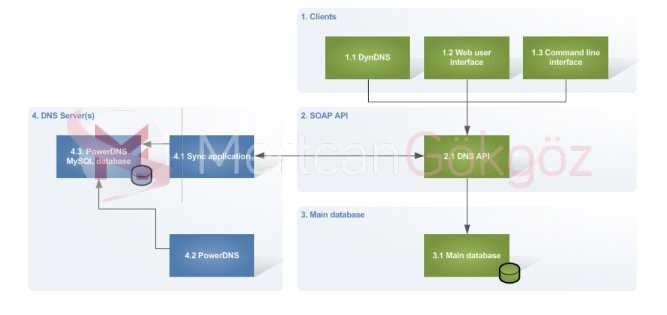 1. Clients
1.1 DynDNS
1.2 Web user
interface
1.3 Command line
interface
4. DNS Server(s)
2. SOAP API
4.3. PowerDNS
MySQL database
4.1 Sync application
2.1 DNS API
Mertcan
Gökgöz
3. Main database
4.2 PowerDNS
3.1 Main database